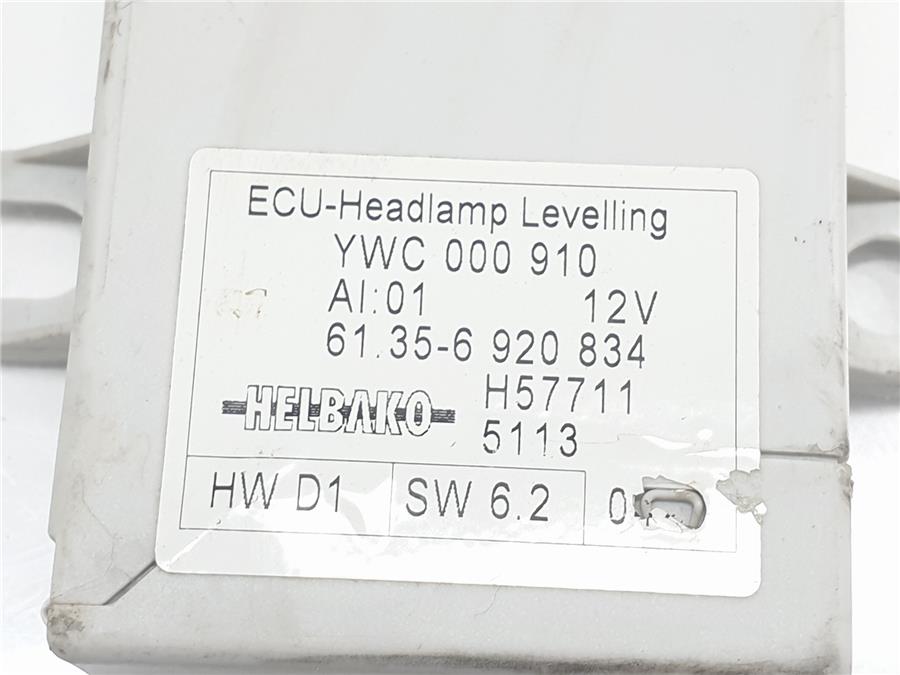 ECU-Headlamp Levelling
YWC 000 910
AI:01 12V
61.35-6 920 834
HELBAKO H57711
5113
HW D1 SW 6.2